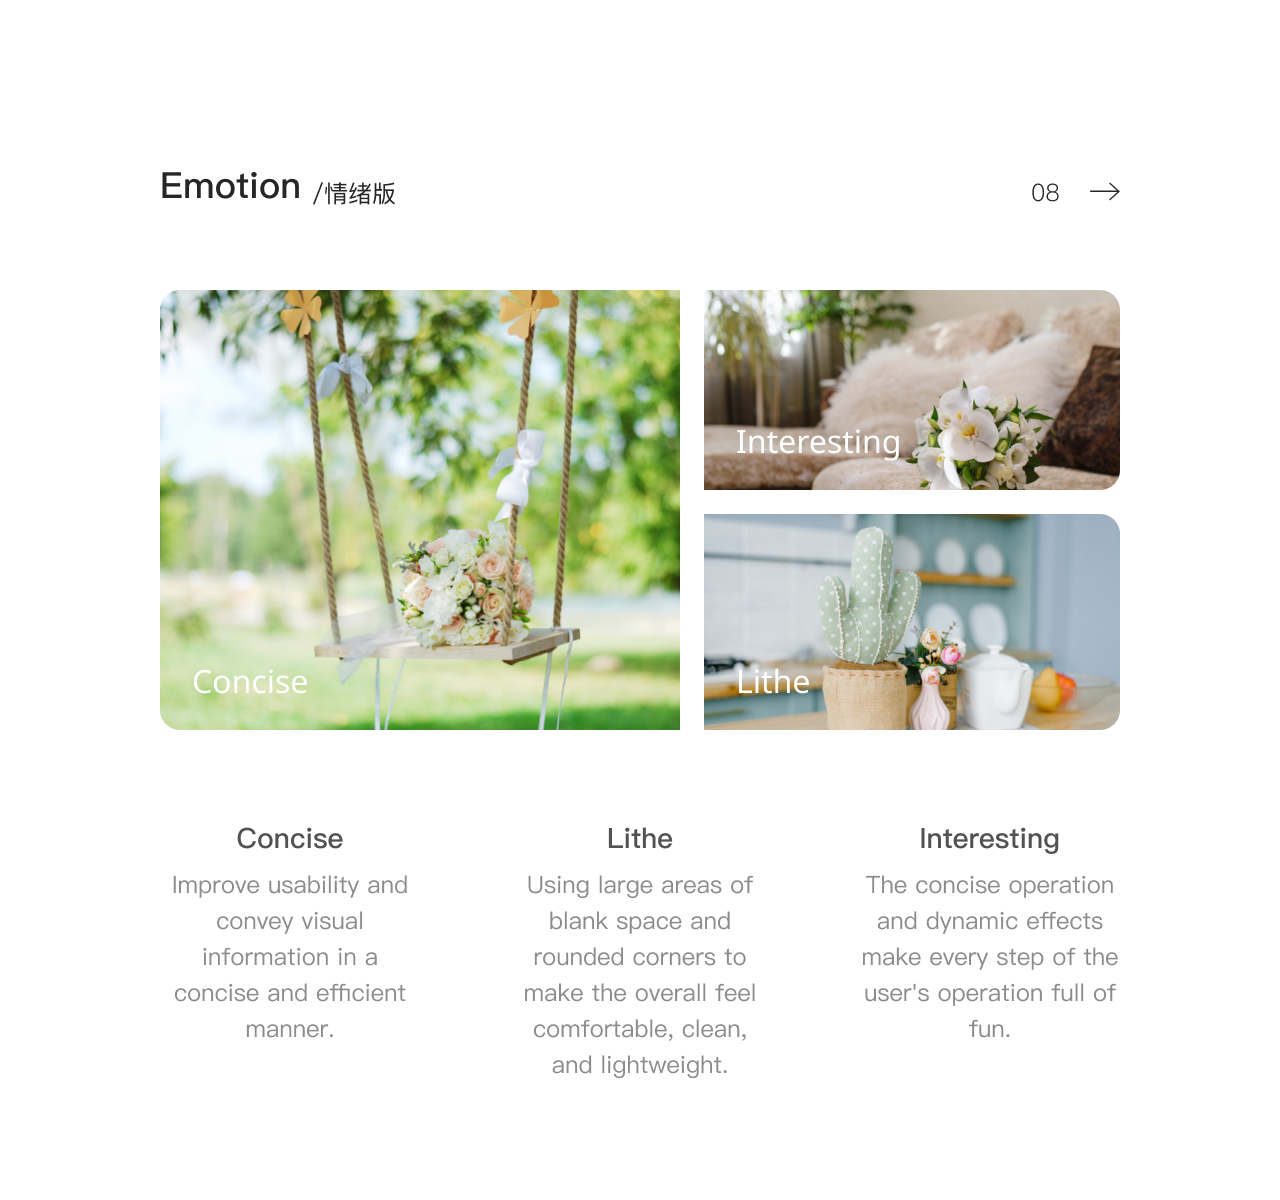 Emotion /情绪版
08
Interesting
Concise
Lithe
Concise
Improve usability and
convey visual
information in a
concise and efficient
manner.
Lithe
Using large areas of
blank space and
rounded corners to
make the overall feel
comfortable, clean,
and lightweight.
Interesting
The concise operation
and dynamic effects
make every step of the
user's operation full of
fun.